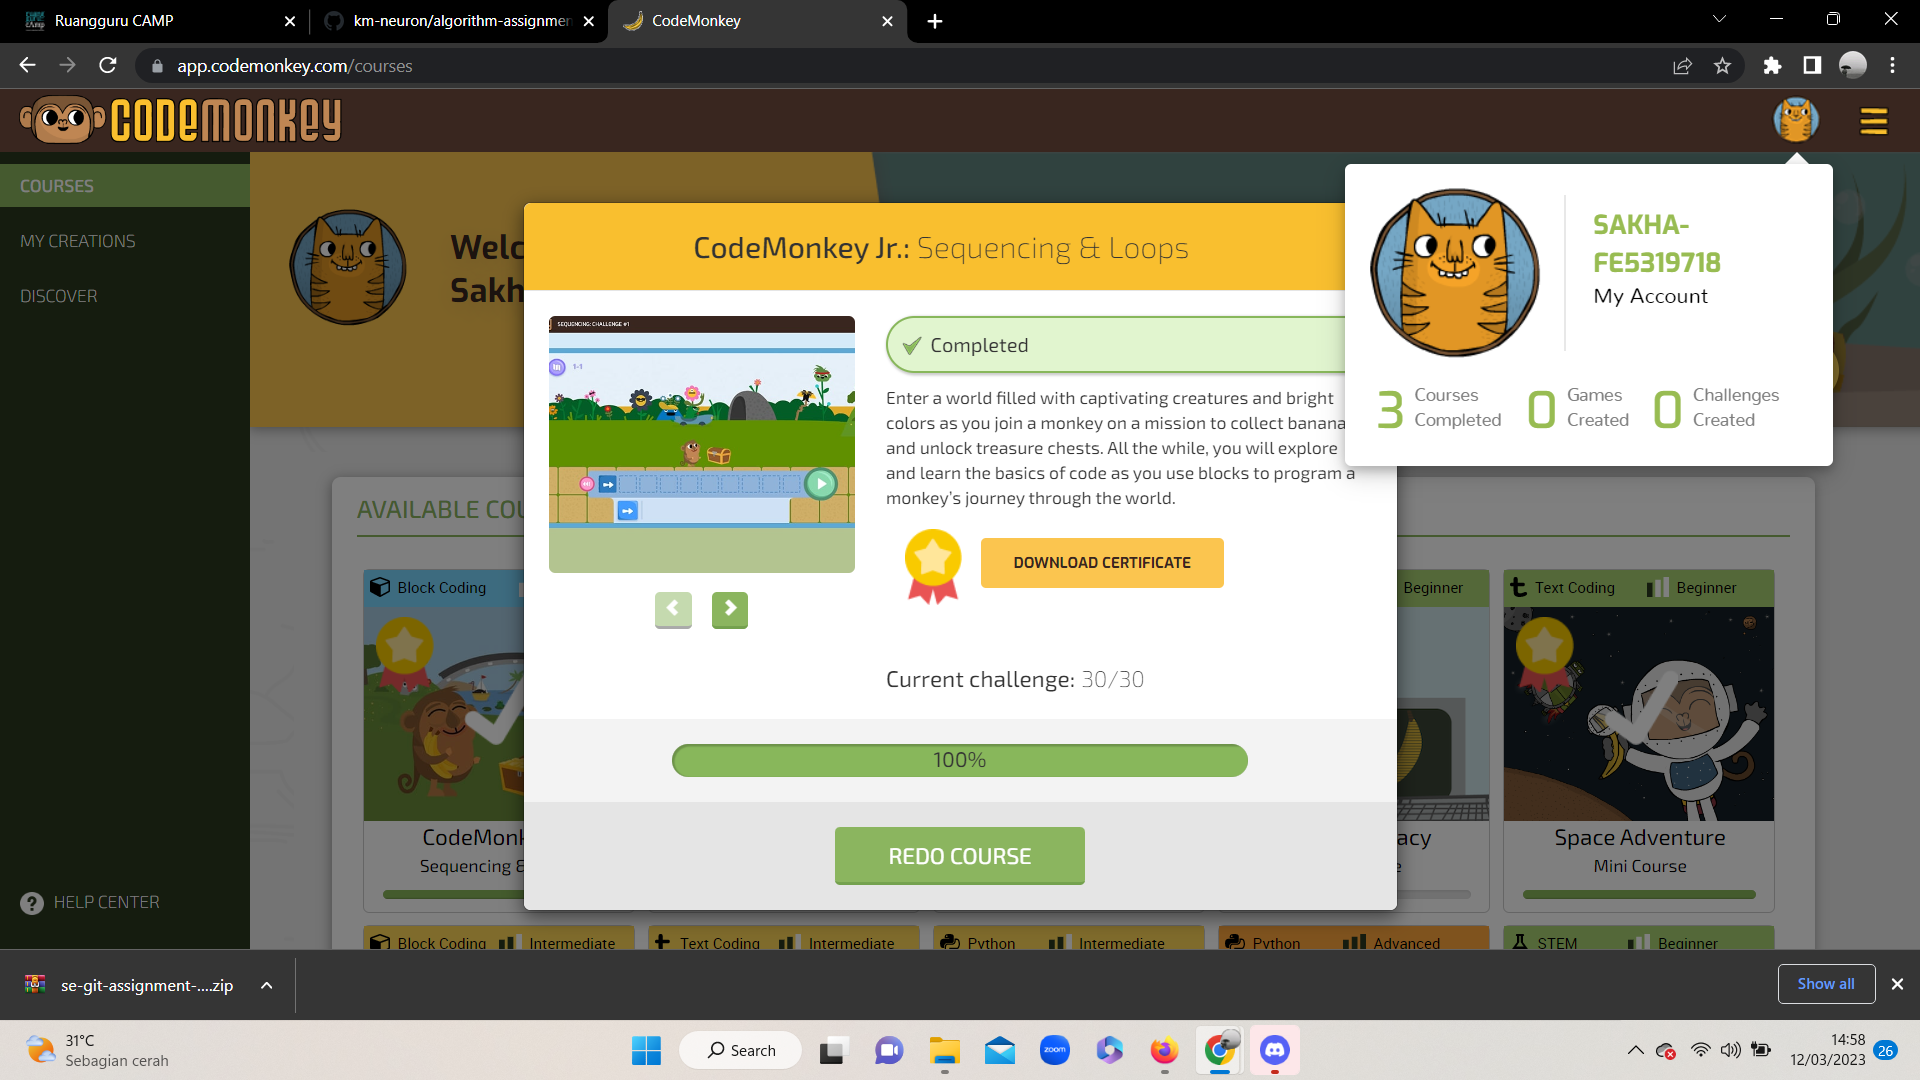 Ruangguru CAMP
km-neuron/algorithm-assignmen
CodeMonkey
app.codemonkey.com/courses
CODEMONKEY
COURSES
MY CREATIONS
DISCOVER
HELP CENTER
Welc
Sakh
CodeMonkey Jr.: Sequencing & Loops
SEQUENCING: CHALLENGE #1
1-1
Completed
Enter a world filled with captivating creatures and bright
colors as you join a monkey on a mission to collect banana
and unlock treasure chests. All the while, you will explore
and learn the basics of code as you use blocks to program a
monkey's journey through the world.
DOWNLOAD CERTIFICATE
Current challenge: 30/30
100%
REDO COURSE
SAKHA-
FE5319718
My Account
3 Courses Completed
0 Games Created
0 Challenges Created
AVAILABLE COU
Block Coding
Beginner
Text Coding Beginner
CodeMonk
Sequencing &
acy
Space Adventure
Mini Course
Block Coding Intermediate
Text Coding Intermediate
Python Intermediate
Python Advanced
STEM Beginner
se-git-assignment-....zip
Show all
31°C
Sebagian cerah
Search
zoom
14:58
12/03/2023
26